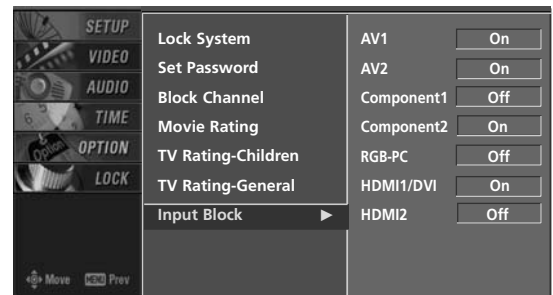 SETUP
VIDEO
AUDIO
TIME
OPTION
LOCK
Move MENU Prev
Lock System
Set Password
Block Channel
Movie Rating
TV Rating-Children
TV Rating-General
Input Block ►
AV1 On
AV2 On
Component1 Off
Component2 On
RGB-PC Off
HDMI1/DVI On
HDMI2 Off